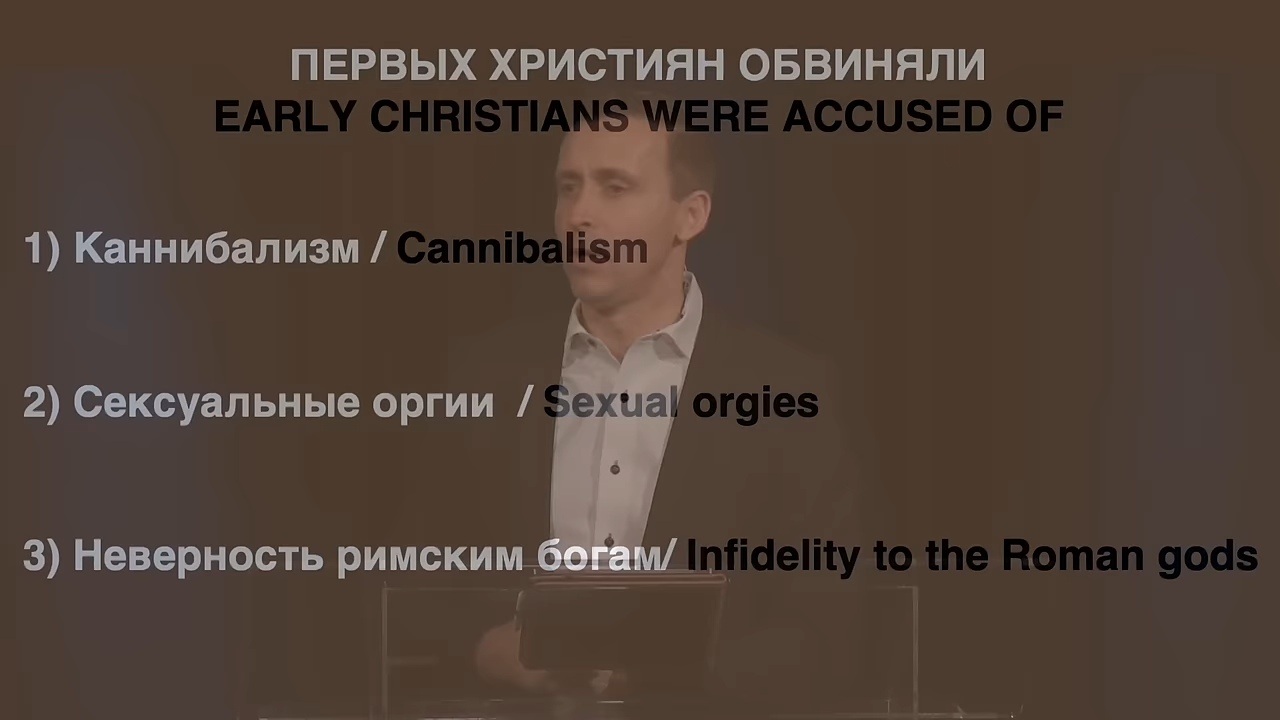 ПЕРВЫХ ХРИСТИЯН ОБВИНЯЛИ
EARLY CHRISTIANS WERE ACCUSED OF
1) Каннибализм / Cannibalism
2) Сексуальные оргии / Sexual orgies
3) Неверность римским богам/ Infidelity to the Roman gods